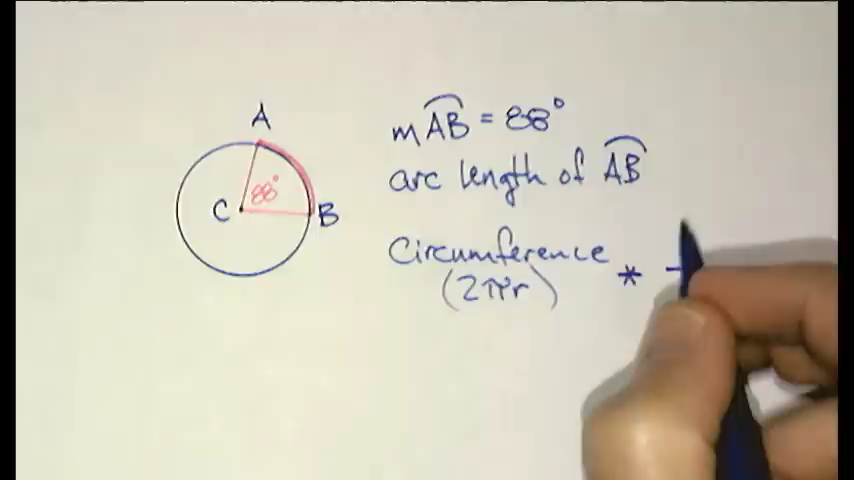 A
88°
C
B
mAB = 88°
arc length of AB
Circumference
(2πr) *